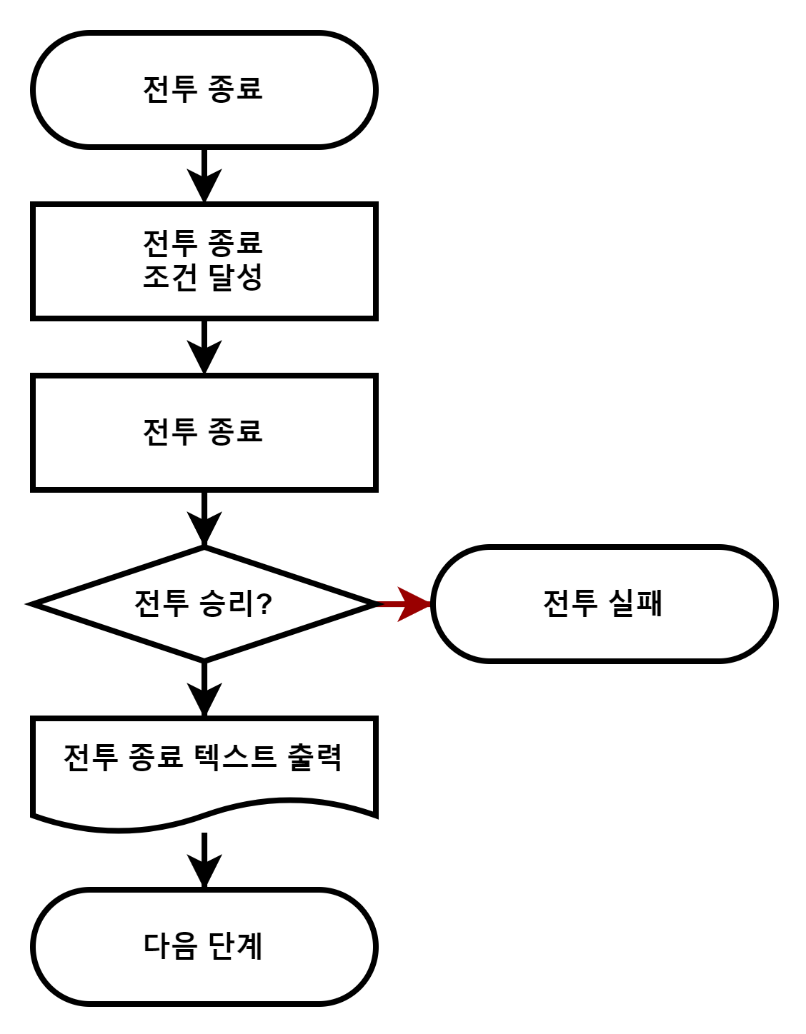 전투 종료
전투 종료
조건 달성
전투 종료
전투 승리?
전투 실패
전투 종료 텍스트 출력
다음 단계